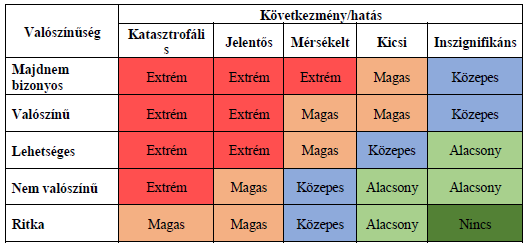 Valószínűség Következmény/hatás
Katasztrofáli
s Jelentős Mérsékelt Kicsi Inszignifikáns
Majdnem
bizonyos Extrém Extrém Extrém Magas Közepes
Valószínű Extrém Extrém Magas Magas Közepes
Lehetséges Extrém Extrém Magas Közepes Alacsony
Nem valószínű Extrém Magas Közepes Alacsony Alacsony
Ritka Magas Magas Közepes Alacsony Nincs